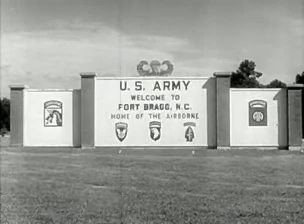 U. S. ARMY
WELCOME TO
FORT BRAGG, N.C.
HOME OF THE AIRBORNE